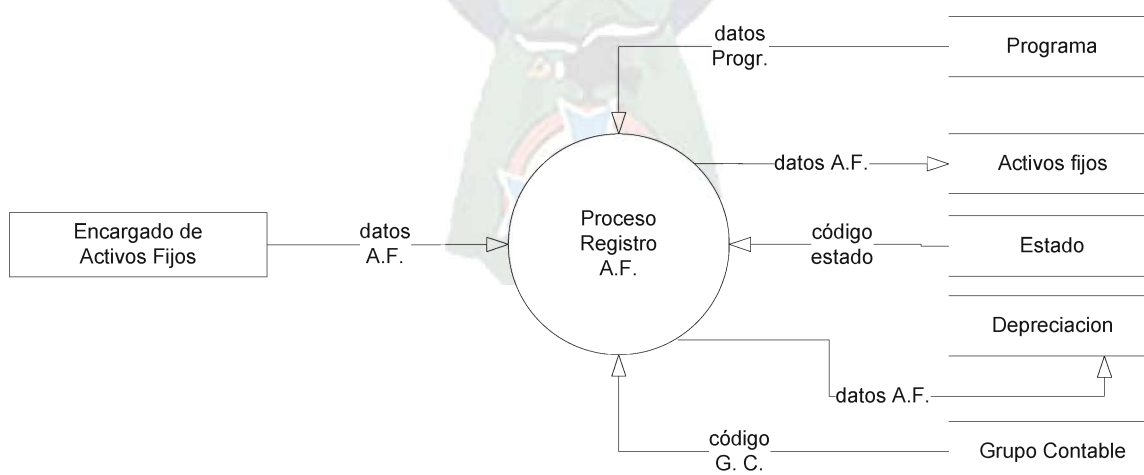 datos
Progr.
Programa
datos A.F.
Activos fijos
Encargado de
Activos Fijos
datos
A.F.
Proceso
Registro
A.F.
código
estado
Estado
Depreciacion
datos A.F.
código
G. C.
Grupo Contable